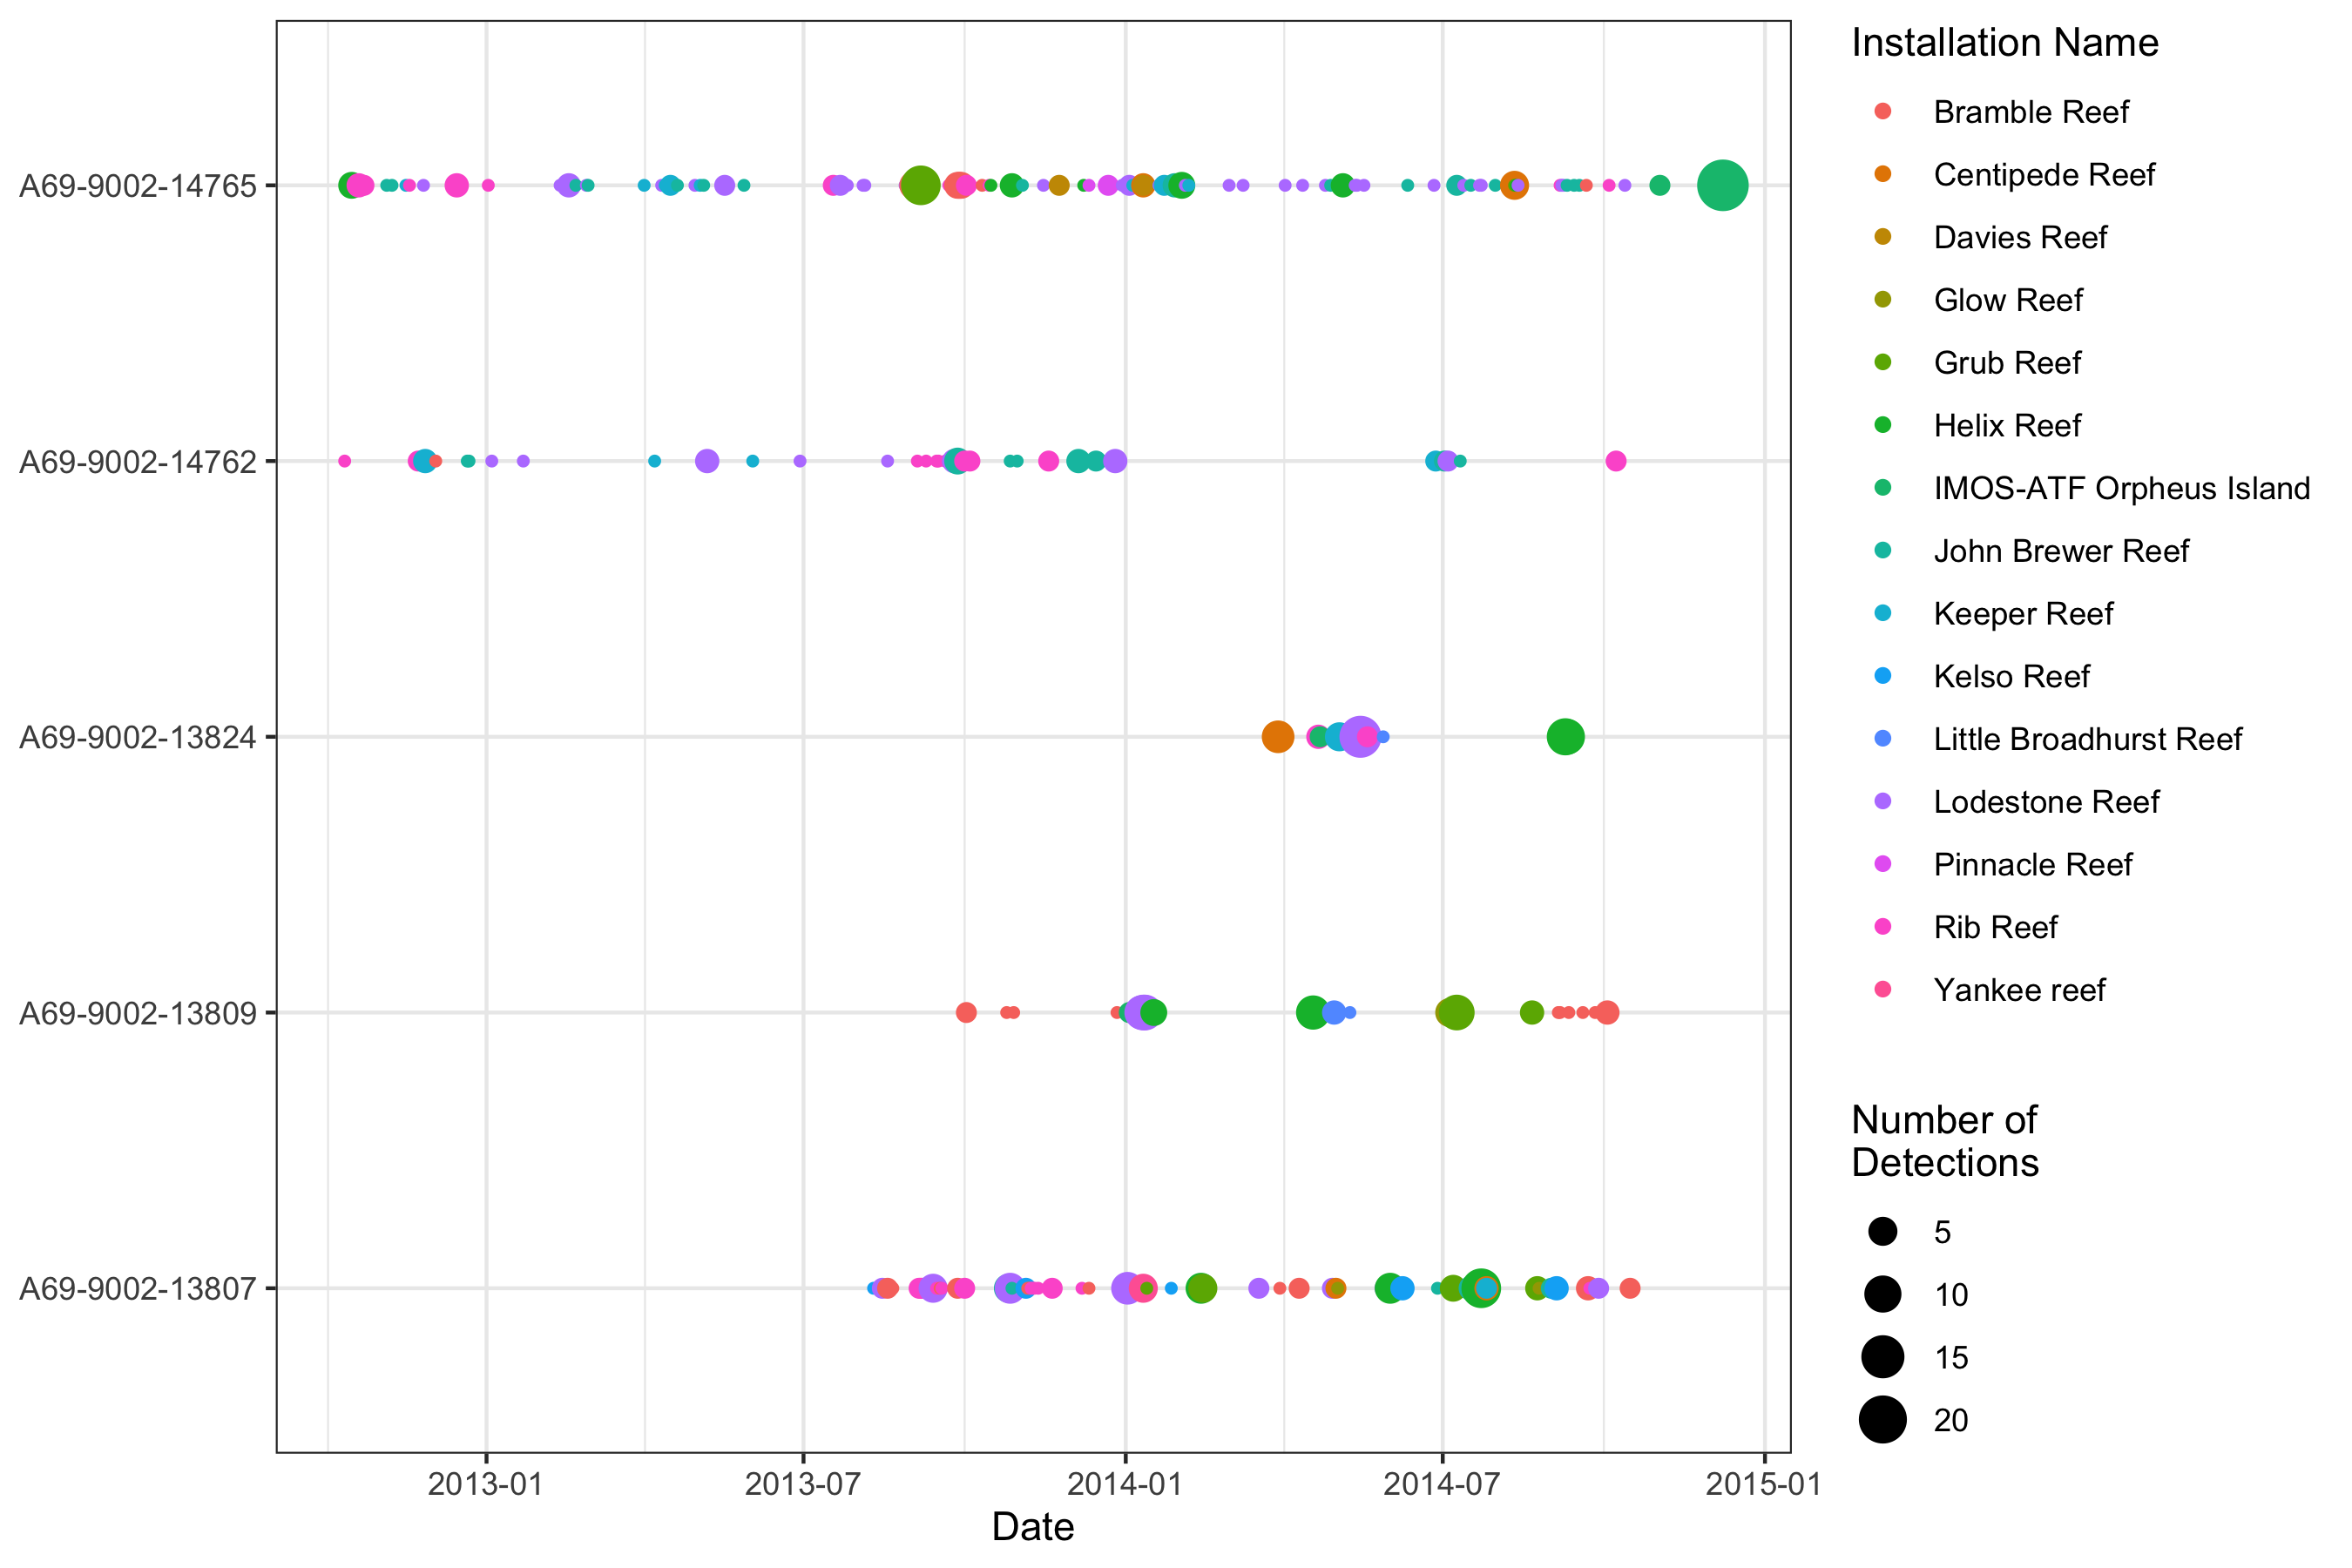 A69-9002-14765
A69-9002-14762
A69-9002-13824
A69-9002-13809
A69-9002-13807
2013-01
2013-07
2014-01
2014-07
2015-01
Date
Installation Name
Bramble Reef
Centipede Reef
Davies Reef
Glow Reef
Grub Reef
Helix Reef
IMOS-ATF Orpheus Island
John Brewer Reef
Keeper Reef
Kelso Reef
Little Broadhurst Reef
Lodestone Reef
Pinnacle Reef
Rib Reef
Yankee reef
Number of
Detections
5
10
15
20